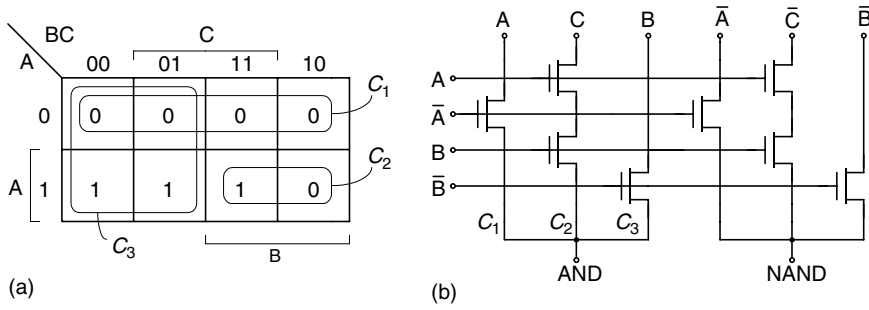 BC
A
C
00 01 11 10
C₁
0 0 0 0 0
C₂
A 1 1 1 1 0
C₃
B
(a)
A C B A̅ C̅ B̅
A
A̅
B
B̅
C₁ C₂ C₃
AND NAND
(b)